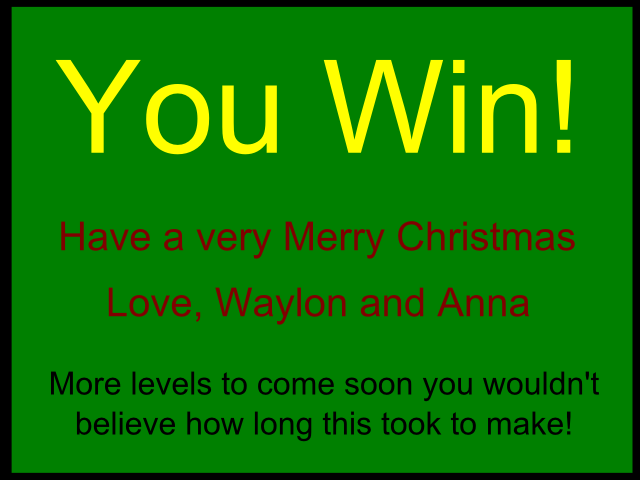 You Win!
Have a very Merry Christmas
Love, Waylon and Anna
More levels to come soon you wouldn't
believe how long this took to make!